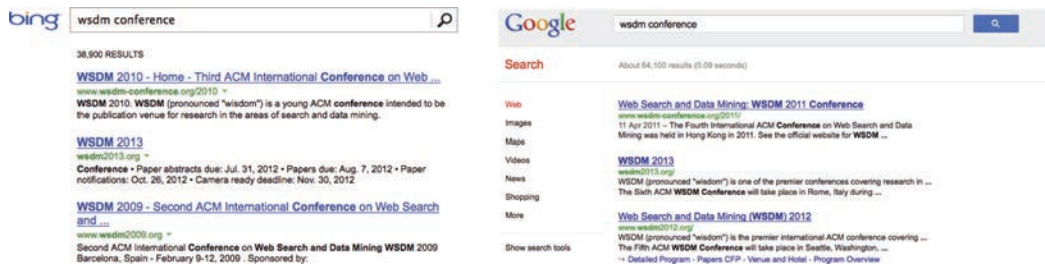 bing
wsdm conference
38,900 RESULTS
WSDM 2010 - Home - Third ACM International Conference on Web ...
www.wsdm-conference.org/2010
WSDM 2010. WSDM (pronounced "wisdom") is a young ACM conference intended to be
the publication venue for research in the areas of search and data mining.
WSDM 2013
wsdm2013.org
Conference • Paper abstracts due: Jul. 31, 2012 • Papers due: Aug. 7, 2012 • Paper
notifications: Oct. 26, 2012 • Camera ready deadline: Nov. 30, 2012
WSDM 2009 - Second ACM International Conference on Web Search
and ...
www.wsdm2009.org
Second ACM International Conference on Web Search and Data Mining WSDM 2009
Barcelona, Spain - February 9-12, 2009 . Sponsored by:
Google
wsdm conference
Search
About 64,100 results (0.09 seconds)
Web
Images
Maps
Videos
News
Shopping
More
Show search tools
Web Search and Data Mining: WSDM 2011 Conference
www.wsdm-conference.org/2011/
11 Apr 2011 – The Fourth International ACM Conference on Web Search and Data
Mining was held in Hong Kong in 2011. See the official website for WSDM ...
WSDM 2013
wsdm2013.org/
WSDM (pronounced "wisdom") is one of the premier conferences covering research in ...
The Sixth ACM WSDM Conference will take place in Rome, Italy during ...
Web Search and Data Mining (WSDM) 2012
www.wsdm2012.org/
WSDM (pronounced "wisdom") is the premier international ACM conference covering ...
The Fifth ACM WSDM Conference will take place in Seattle, Washington, ...
↪ Detailed Program - Papers CFP - Venue and Hotel - Program Overview